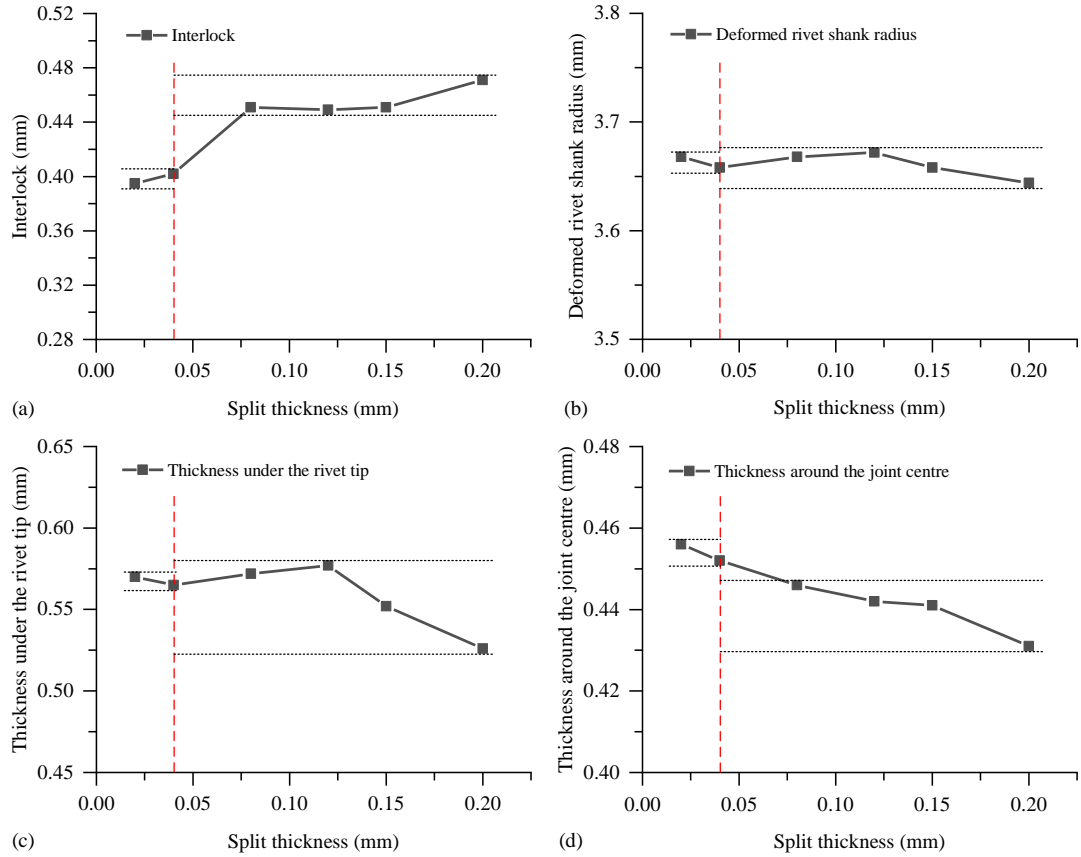 Interlock
Interlock (mm)
0.52
0.48
0.44
0.40
0.36
0.32
0.28
0.00 0.05 0.10 0.15 0.20
Split thickness (mm)
(a)
Deformed rivet shank radius
Deformed rivet shank radius (mm)
3.8
3.7
3.6
3.5
0.00 0.05 0.10 0.15 0.20
Split thickness (mm)
(b)
Thickness under the rivet tip
Thickness under the rivet tip (mm)
0.65
0.60
0.55
0.50
0.45
0.00 0.05 0.10 0.15 0.20
Split thickness (mm)
(c)
Thickness around the joint centre
Thickness around the joint centre (mm)
0.48
0.46
0.44
0.42
0.40
0.00 0.05 0.10 0.15 0.20
Split thickness (mm)
(d)